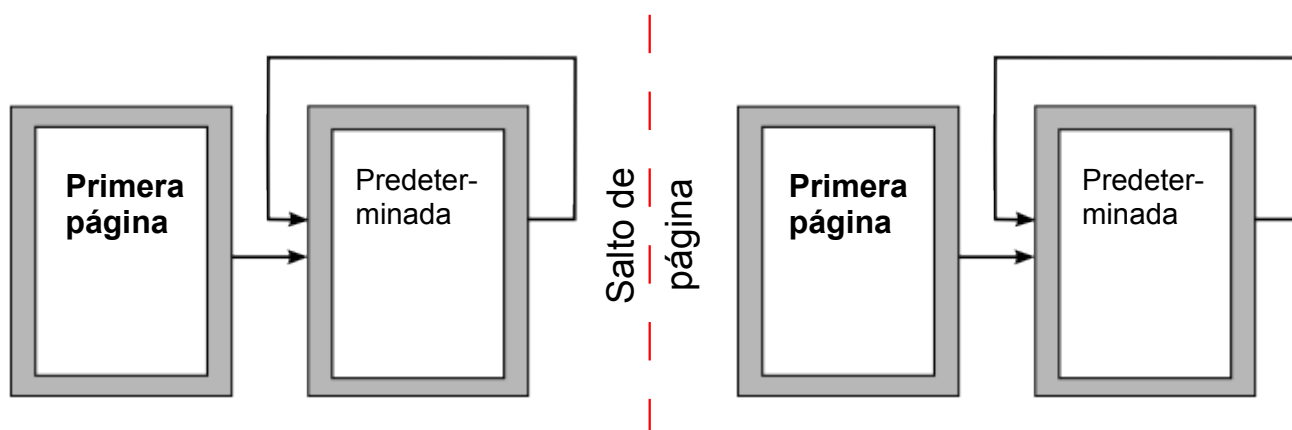 Primera
página
Predeter-
minada
Salto de
página
Primera
página
Predeter-
minada